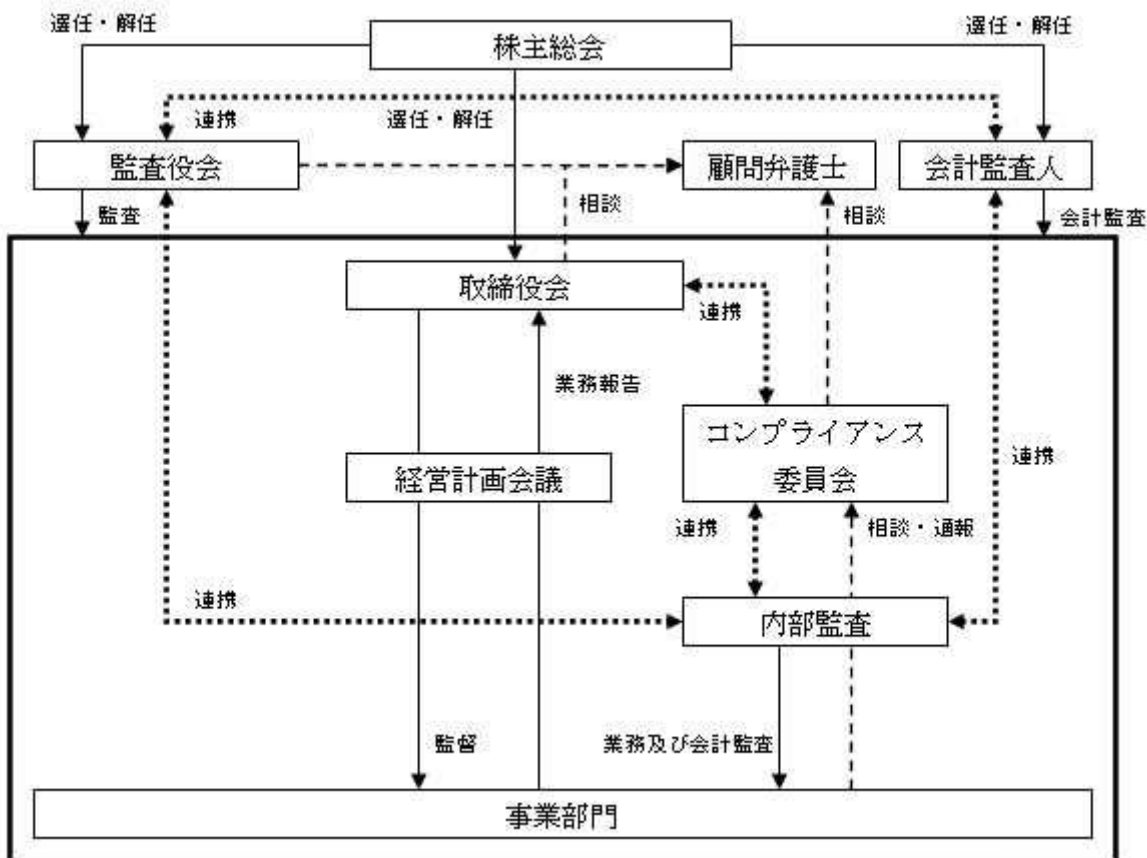 選任・解任
株主総会
選任・解任
連携
選任・解任
監査役会
顧問弁護士
会計監査人
監査
相談
相談
会計監査
取締役会
連携
業務報告
コンプライアンス
委員会
経営計画会議
連携
連携
相談・通報
連携
内部監査
監督
業務及び会計監査
事業部門